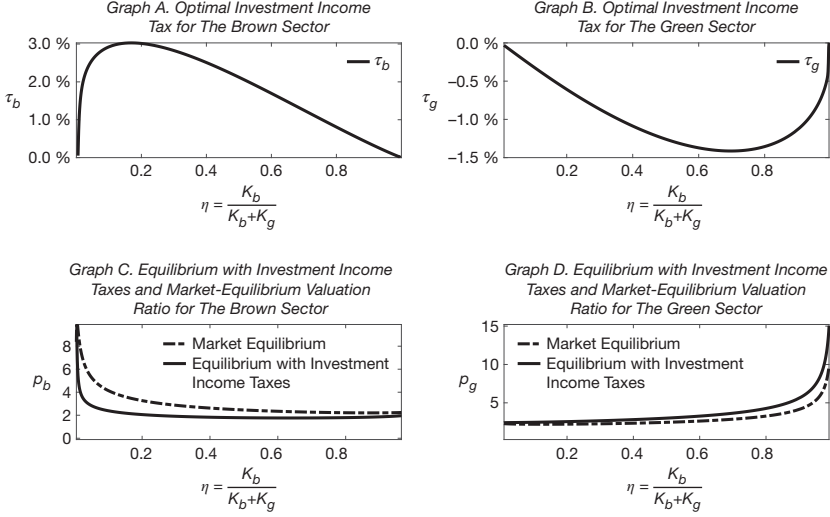 Graph A. Optimal Investment Income
Tax for The Brown Sector
3.0 %
2.0 %
1.0 %
0.0 %
τb
τb
0.2 0.4 0.6 0.8
η = Kb
Kb+Kg
Graph B. Optimal Investment Income
Tax for The Green Sector
0.0 %
−0.5 %
−1.0 %
−1.5 %
τg
τg
0.2 0.4 0.6 0.8
η = Kb
Kb+Kg
Graph C. Equilibrium with Investment Income
Taxes and Market-Equilibrium Valuation
Ratio for The Brown Sector
8
6
4
2
0
pb
Market Equilibrium
Equilibrium with Investment
Income Taxes
0.2 0.4 0.6 0.8
η = Kb
Kb+Kg
Graph D. Equilibrium with Investment Income
Taxes and Market-Equilibrium Valuation
Ratio for The Green Sector
15
10
5
pg
Market Equilibrium
Equilibrium with Investment
Income Taxes
0.2 0.4 0.6 0.8
η = Kb
Kb+Kg